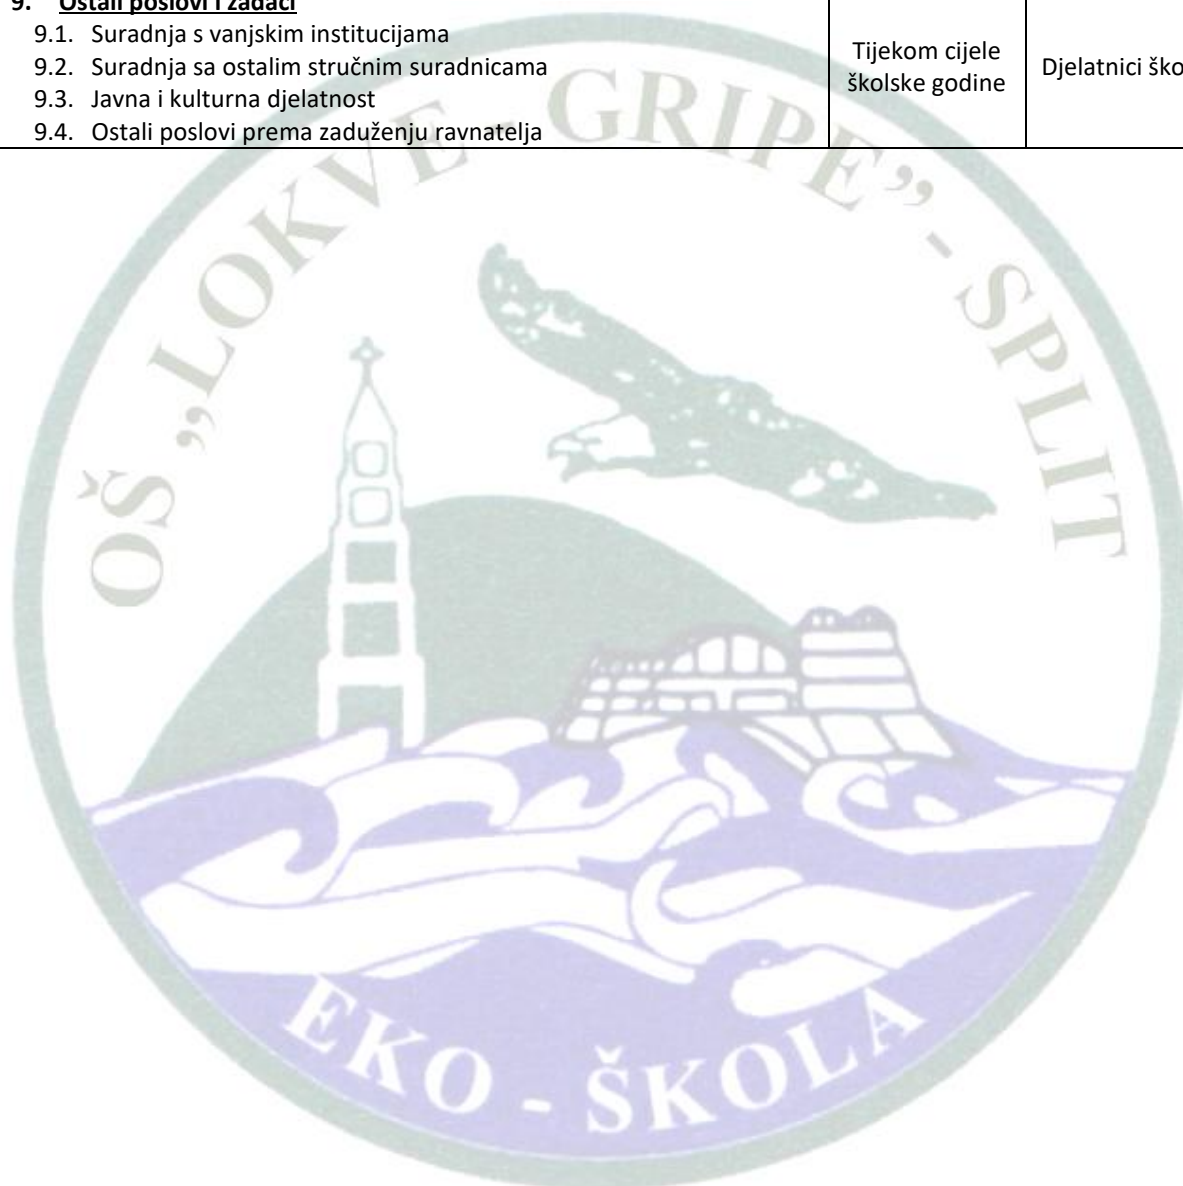 9. Ostali poslovi i zadaci
9.1. Suradnja s vanjskim institucijama
9.2. Suradnja sa ostalim stručnim suradnicama
9.3. Javna i kulturna djelatnost
9.4. Ostali poslovi prema zaduženju ravnatelja
Tijekom cijele
školske godine
Djelatnici ško
OŠ „LOKVE - GRIPE” - SPLIT
EKO - ŠKOLA